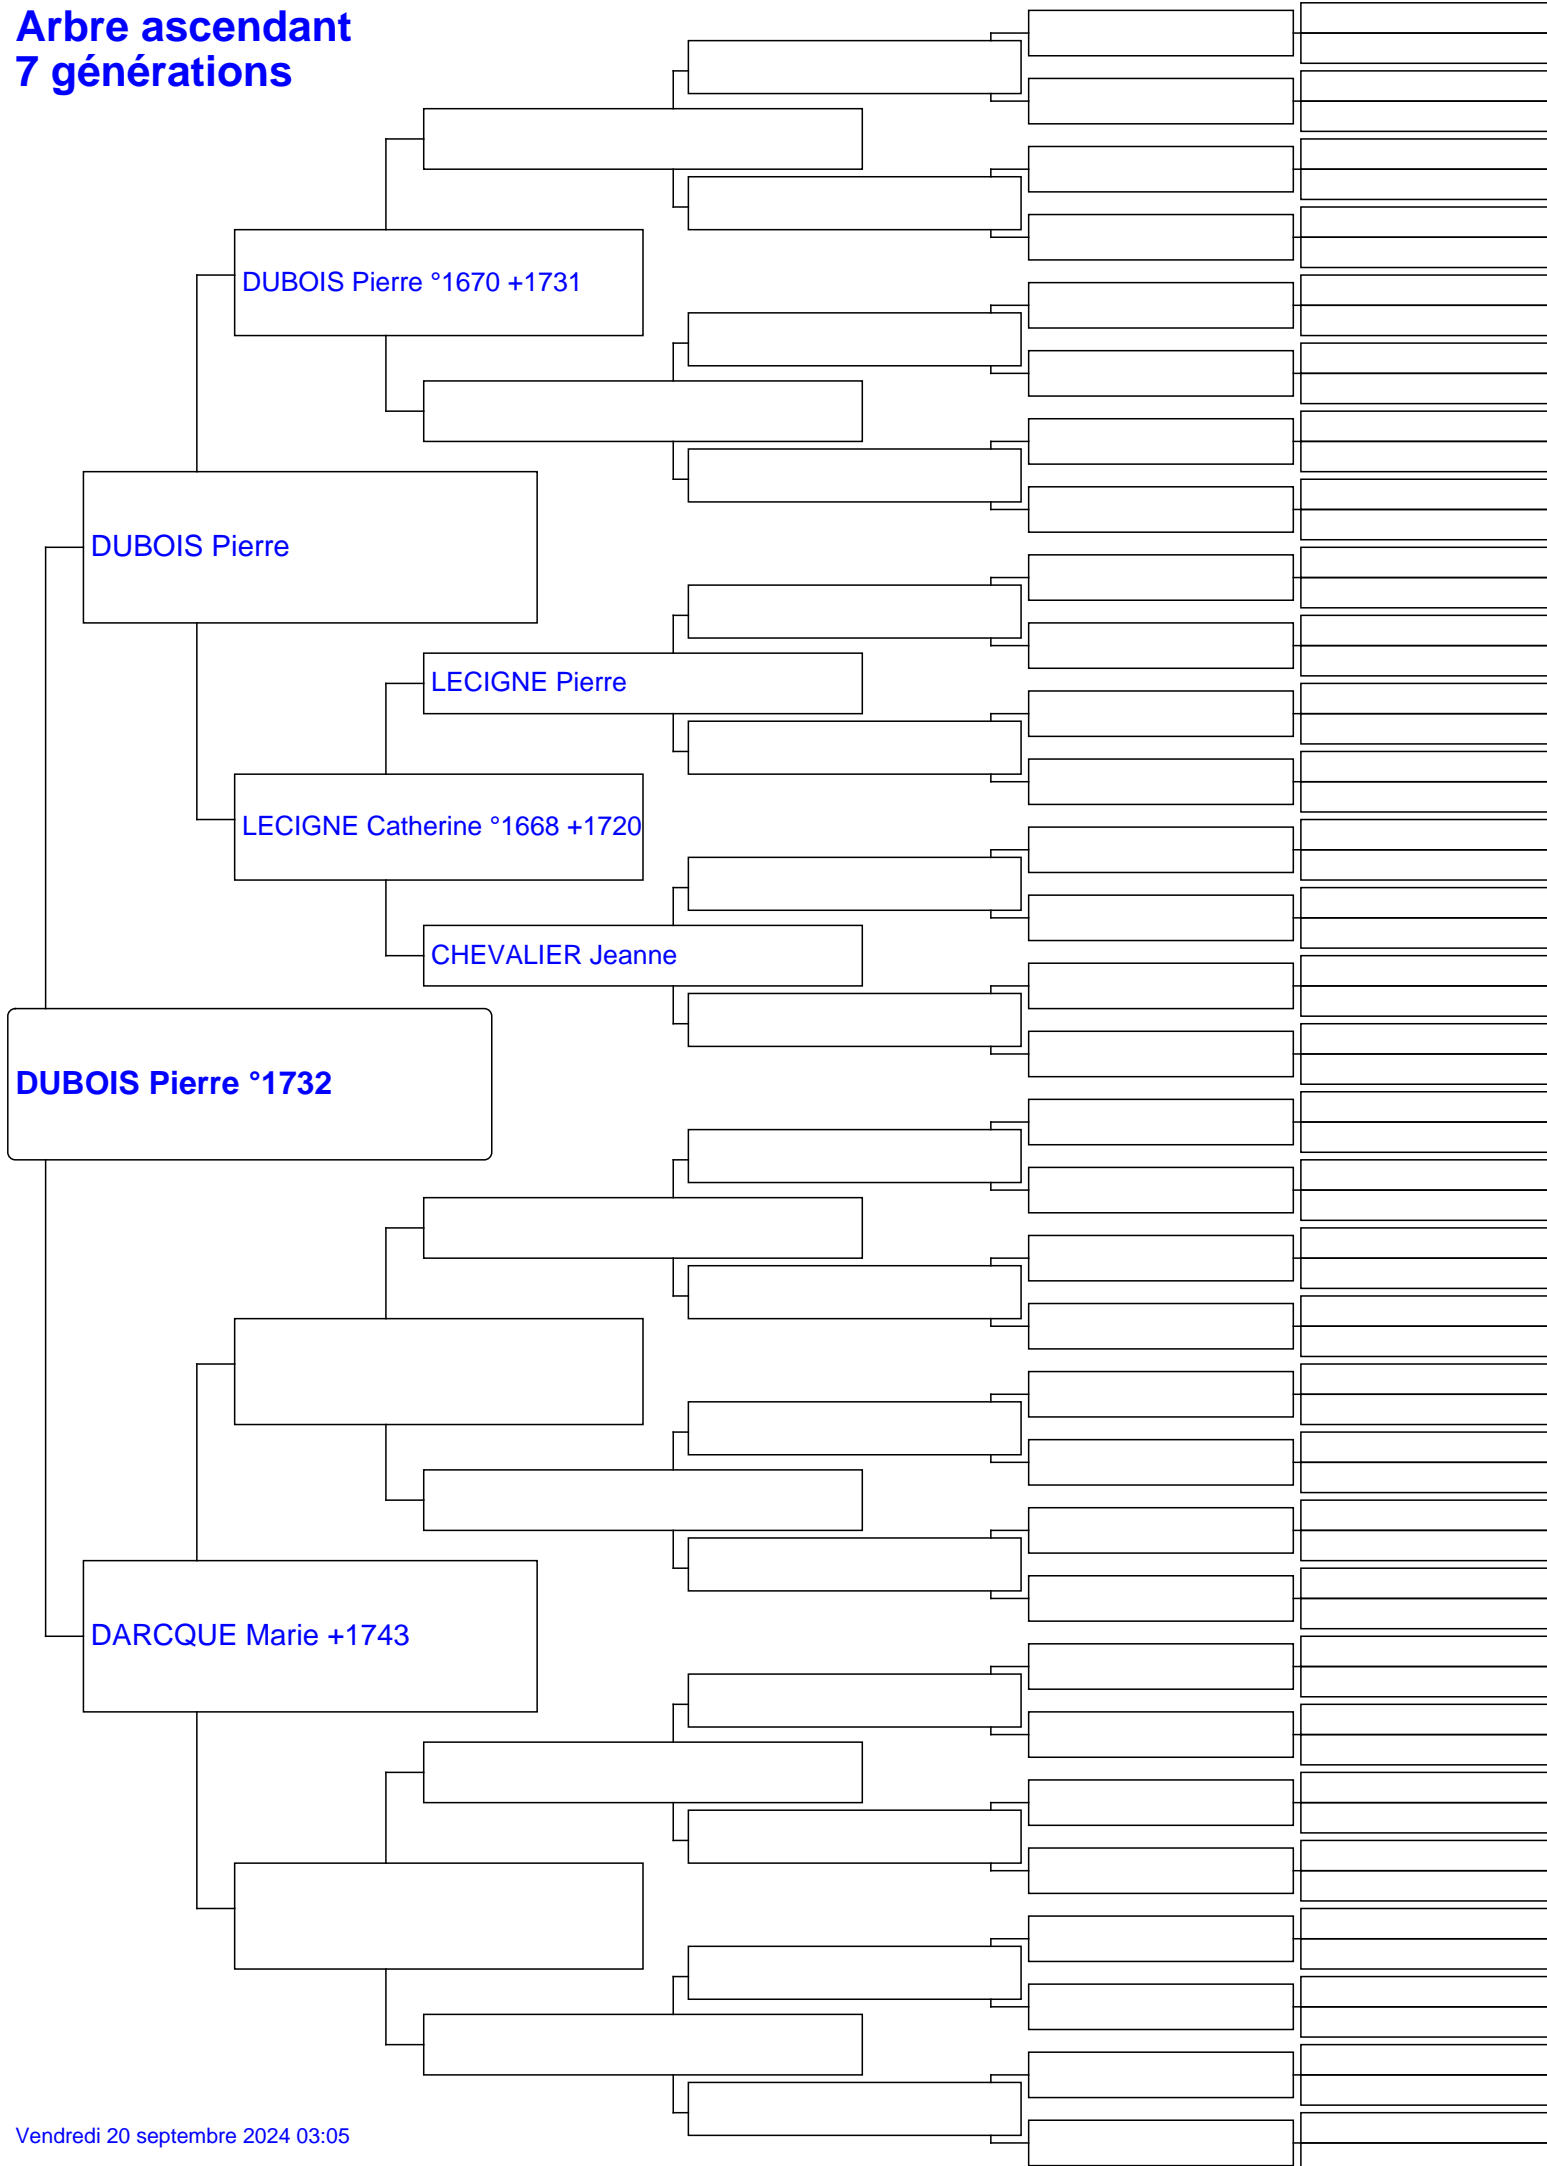 Arbre ascendant
7 générations
DUBOIS Pierre °1670 +1731
DUBOIS Pierre
LECIGNE Pierre
LECIGNE Catherine °1668 +1720
CHEVALIER Jeanne
DUBOIS Pierre °1732
DARCQUE Marie +1743
Vendredi 20 septembre 2024 03:05